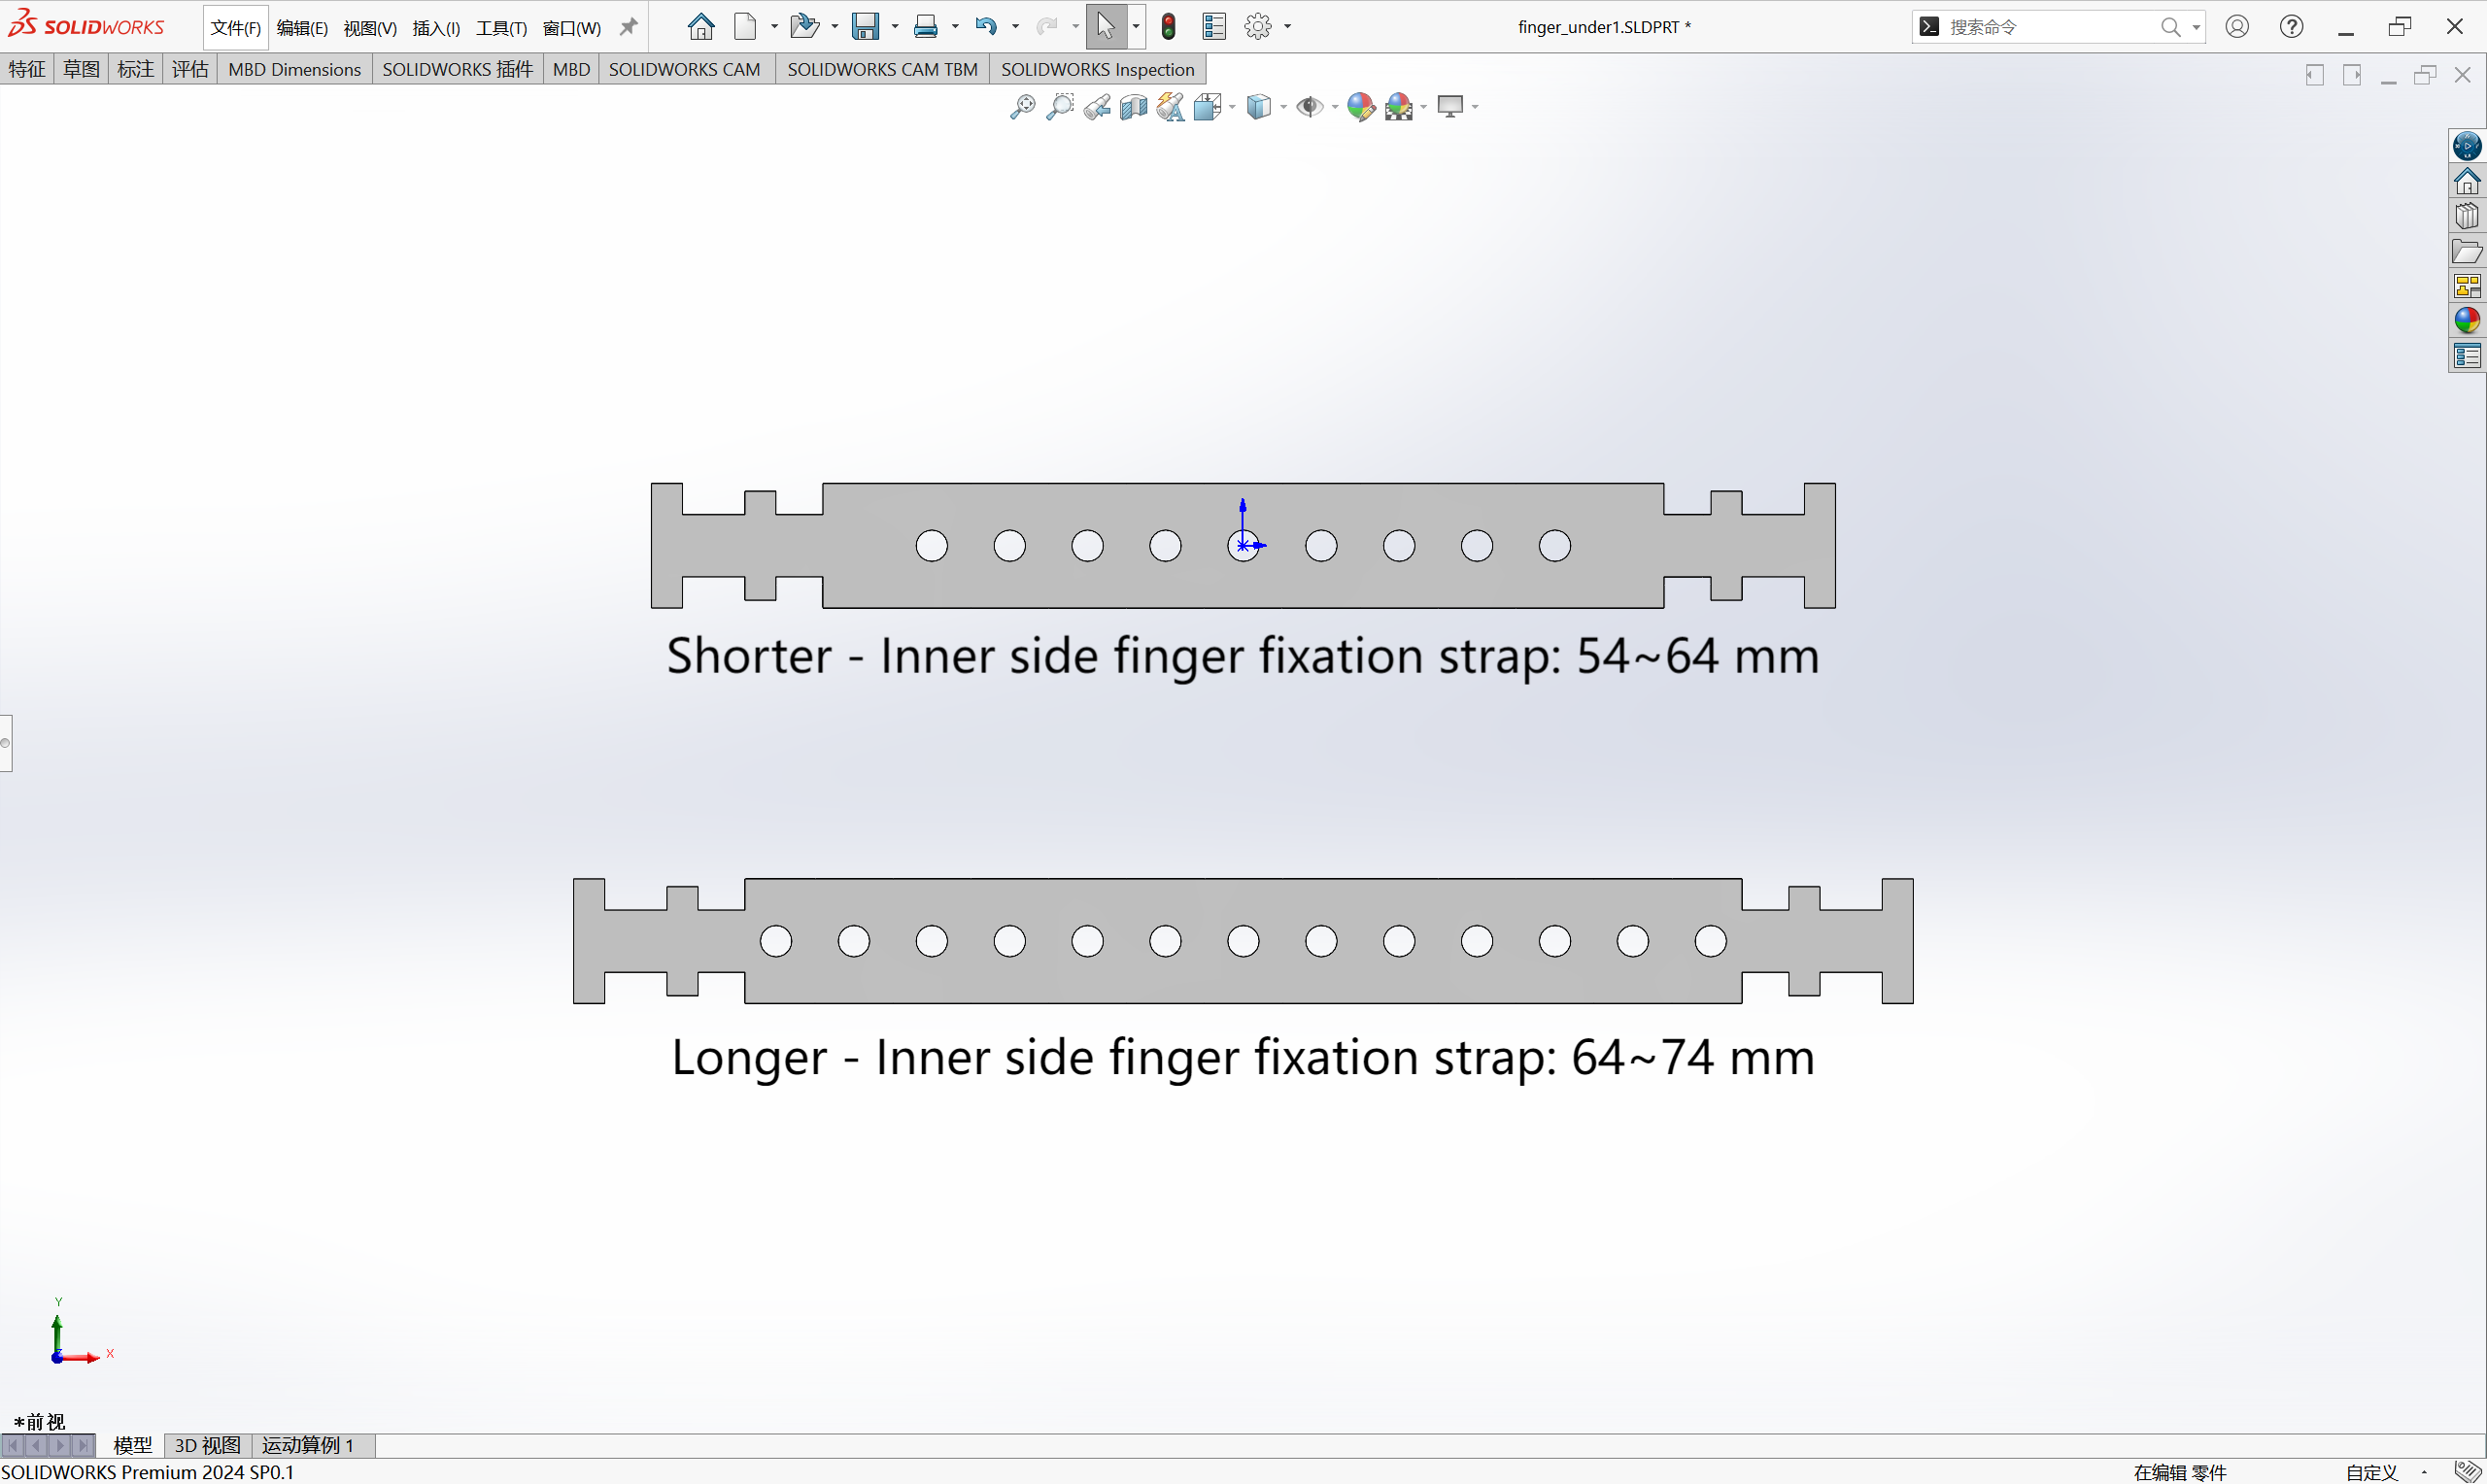 SOLIDWORKS 文件(F) 编辑(E) 视图(V) 插入(I) 工具(T) 窗口(W) finger_under1.SLDPRT * 搜索命令
特征 草图 标注 评估 MBD Dimensions SOLIDWORKS 插件 MBD SOLIDWORKS CAM SOLIDWORKS CAM TBM SOLIDWORKS Inspection
Shorter - Inner side finger fixation strap: 54~64 mm
Longer - Inner side finger fixation strap: 64~74 mm
Y
X
*前视
模型 3D 视图 运动算例 1
SOLIDWORKS Premium 2024 SP0.1 在编辑 零件 自定义